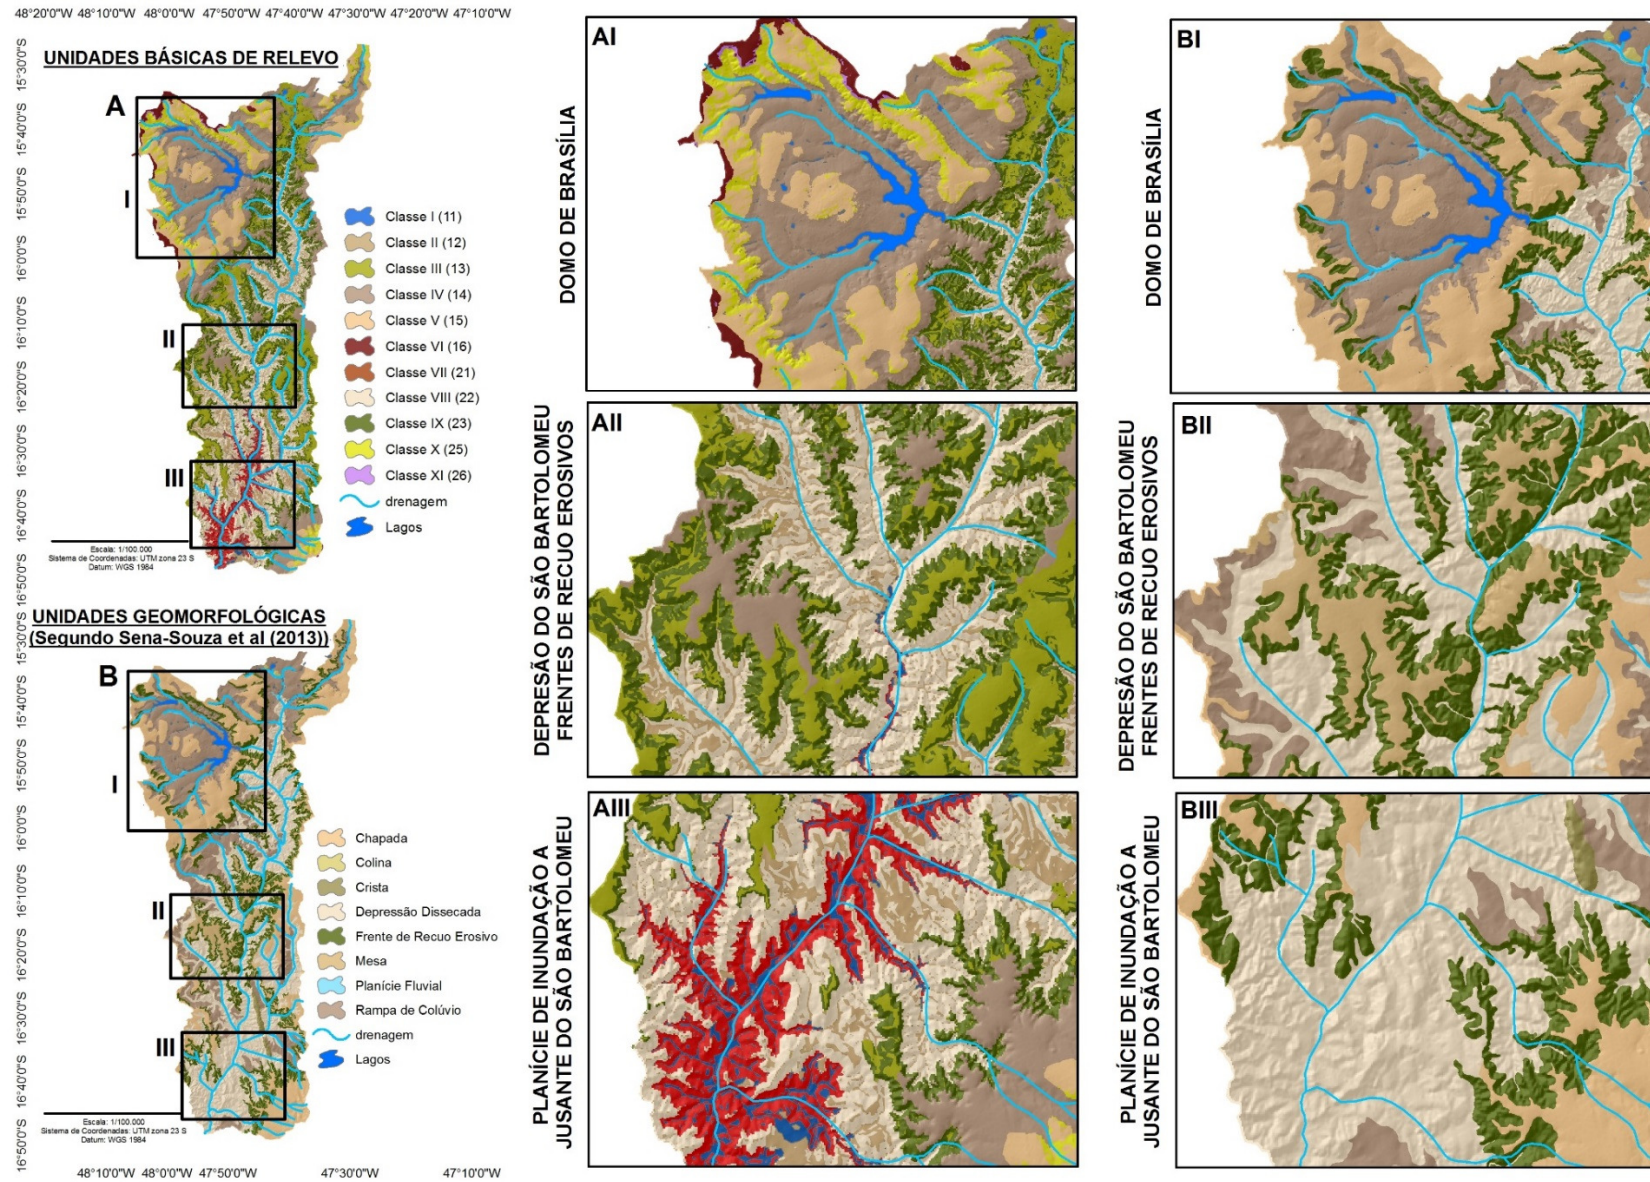 48°20'0"W 48°10'0"W 48°0'0"W 47°50'0"W 47°40'0"W 47°30'0"W 47°20'0"W 47°10'0"W
UNIDADES BÁSICAS DE RELEVO
A
I
II
III
15°30'0"S
15°40'0"S
15°50'0"S
16°0'0"S
16°10'0"S
16°20'0"S
16°30'0"S
16°40'0"S
16°50'0"S
Classe I (11)
Classe II (12)
Classe III (13)
Classe IV (14)
Classe V (15)
Classe VI (16)
Classe VII (21)
Classe VIII (22)
Classe IX (23)
Classe X (25)
Classe XI (26)
drenagem
Lagos
Escala: 1/100.000
Sistema de Coordenadas: UTM zona 23 S
Datum: WGS 1984
UNIDADES GEOMORFOLÓGICAS
(Segundo Sena-Souza et al (2013))
B
I
II
III
15°30'0"S
15°40'0"S
15°50'0"S
16°0'0"S
16°10'0"S
16°20'0"S
16°30'0"S
16°40'0"S
16°50'0"S
Chapada
Colina
Crista
Depressão Dissecada
Frente de Recuo Erosivo
Mesa
Planície Fluvial
Rampa de Colúvio
drenagem
Lagos
Escala: 1/100.000
Sistema de Coordenadas: UTM zona 23 S
Datum: WGS 1984
48°10'0"W 48°0'0"W 47°50'0"W 47°30'0"W 47°10'0"W
DOMO DE BRASÍLIA
AI
DOMO DE BRASÍLIA
BI
DEPRESÃO DO SÃO BARTOLOMEU
FRENTES DE RECUO EROSIVOS
AII
DEPRESÃO DO SÃO BARTOLOMEU
FRENTES DE RECUO EROSIVOS
BII
PLANÍCIE DE INUNDAÇÃO A
JUSANTE DO SÃO BARTOLOMEU
AIII
PLANÍCIE DE INUNDAÇÃO A
JUSANTE DO SÃO BARTOLOMEU
BIII